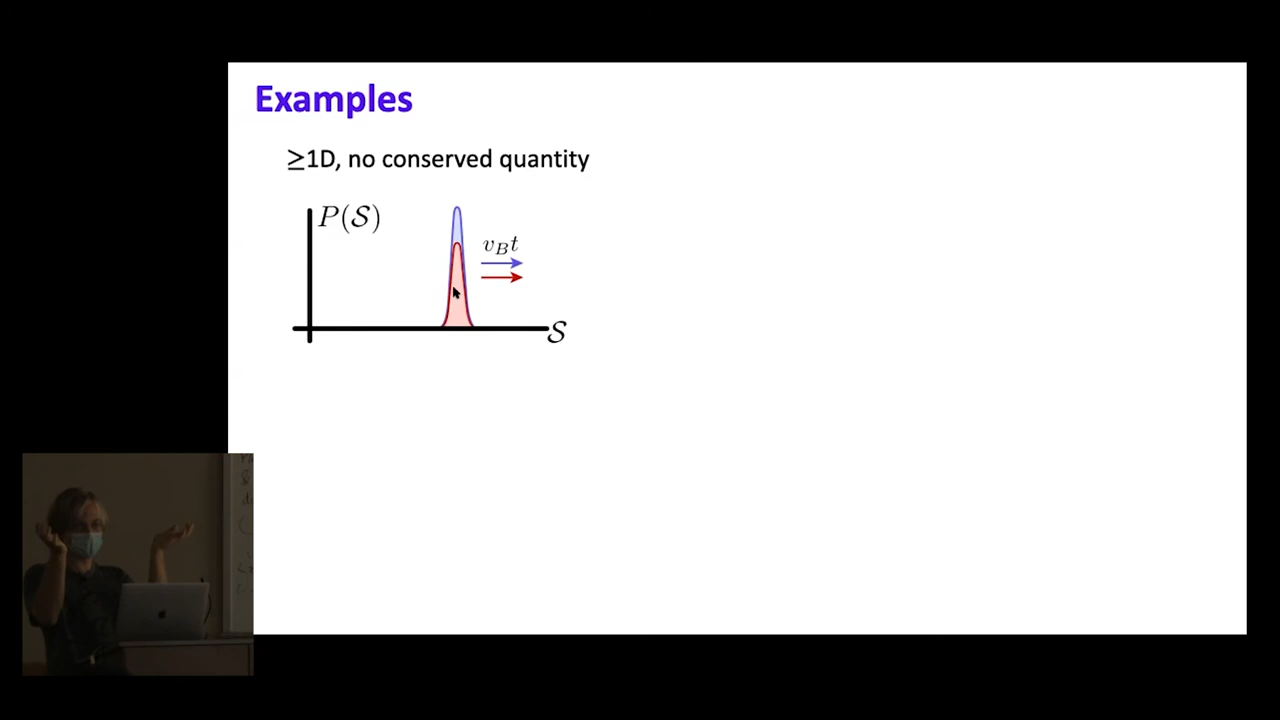 Examples
≥1D, no conserved quantity
P(𝒮)
v_B t
𝒮